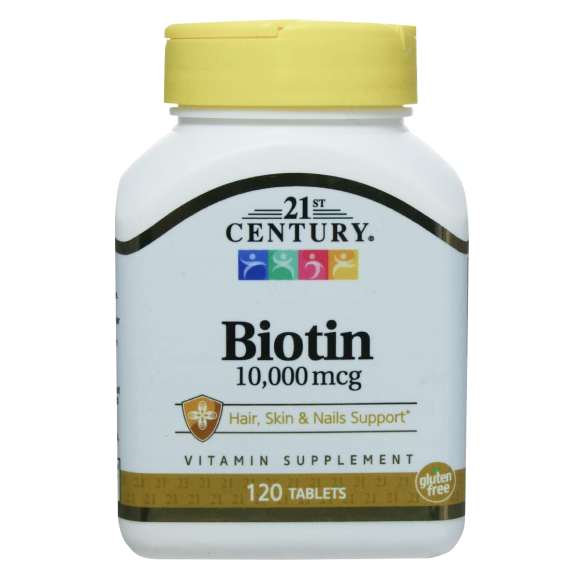 21ST
CENTURY®
Biotin
10,000 mcg
Hair, Skin & Nails Support*
VITAMIN SUPPLEMENT
120 TABLETS
gluten
free